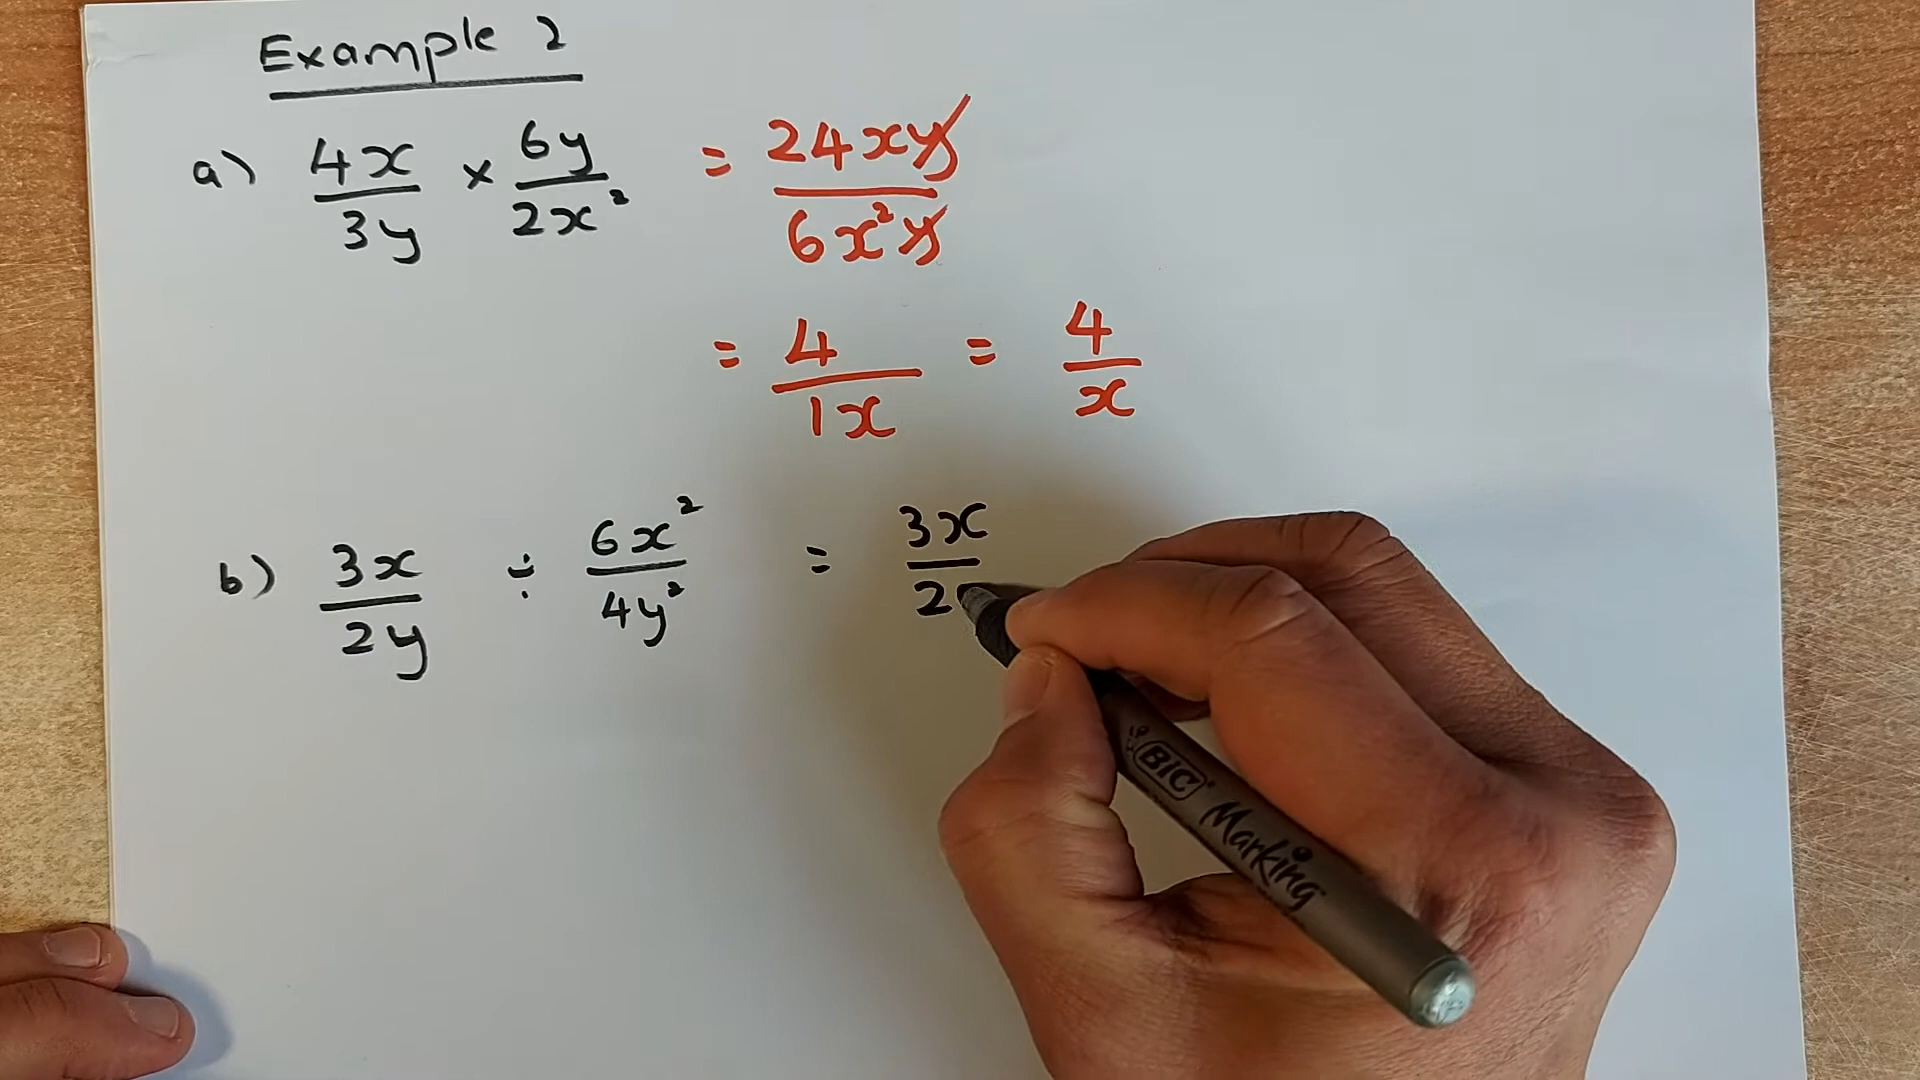 Example 2
a) 4x/3y × 6y/2x² = 24xy/6x²y
= 4/1x = 4/x
b) 3x/2y ÷ 6x²/4y² = 3x/2
BIC Marking